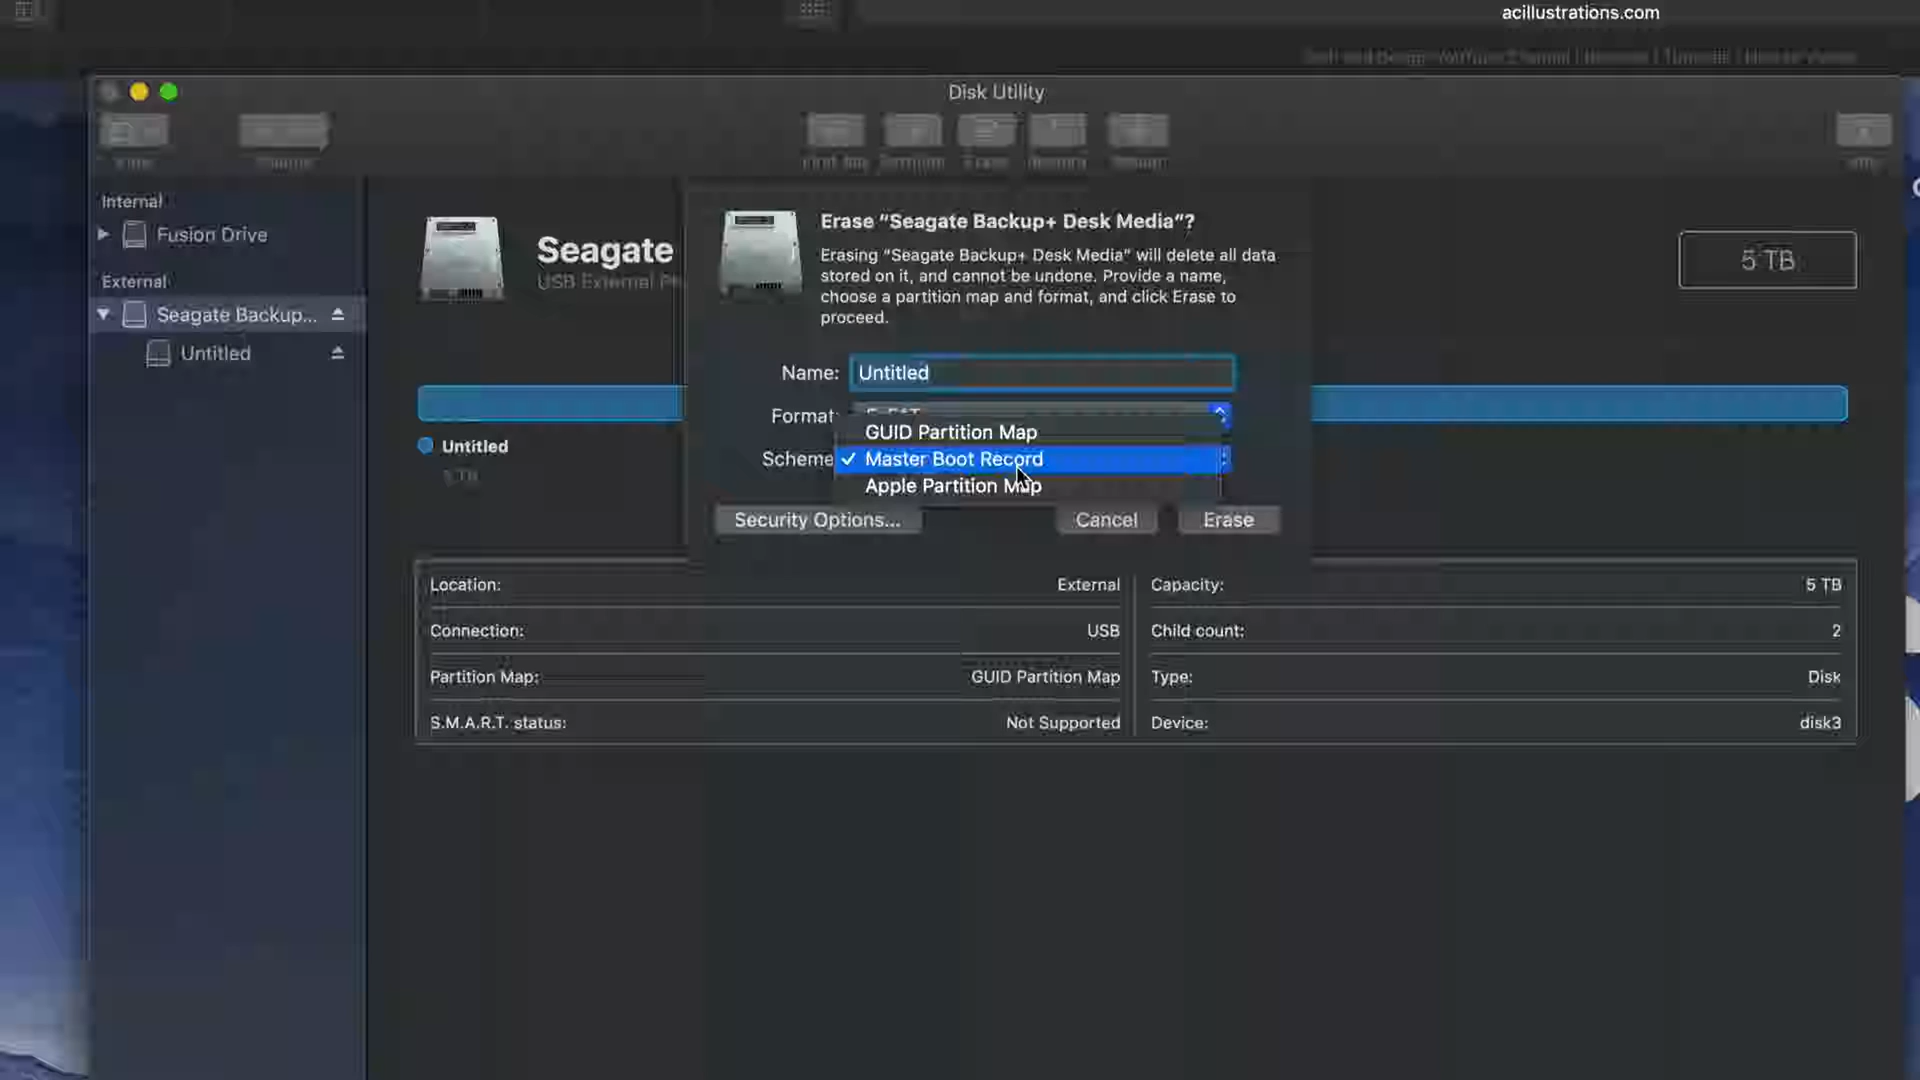 acillustrations.com
Disk Utility
Internal
Fusion Drive
External
Seagate Backup...
Untitled
Seagate
USB External
5 TB
Untitled
5 TB
Erase “Seagate Backup+ Desk Media”?
Erasing “Seagate Backup+ Desk Media” will delete all data
stored on it, and cannot be undone. Provide a name,
choose a partition map and format, and click Erase to
proceed.
Name: Untitled
Format:
GUID Partition Map
Scheme ✓ Master Boot Record
Apple Partition Map
Security Options...
Cancel
Erase
Location: External
Connection: USB
Partition Map: GUID Partition Map
S.M.A.R.T. status: Not Supported
Capacity: 5 TB
Child count: 2
Type: Disk
Device: disk3